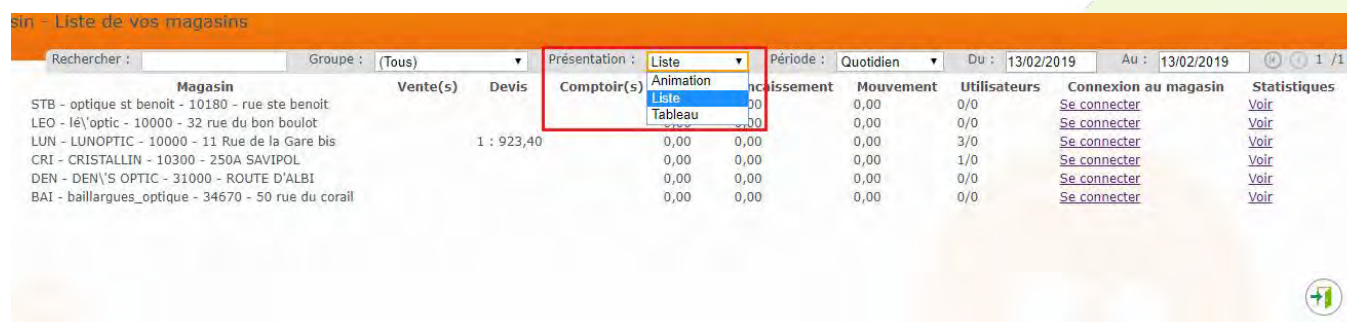 sin - Liste de vos magasins
Rechercher : Groupe : (Tous) Présentation : Liste Période : Quotidien Du : 13/02/2019 Au : 13/02/2019 1 /1
Animation
Liste
Tableau
Magasin Vente(s) Devis Comptoir(s) ncaissement Mouvement Utilisateurs Connexion au magasin Statistiques
STB - optique st benoit - 10180 - rue ste benoit 00 0,00 0/0 Se connecter Voir
LEO - lé\'optic - 10000 - 32 rue du bon boulot 0,00 0,00 0,00 0/0 Se connecter Voir
LUN - LUNOPTIC - 10000 - 11 Rue de la Gare bis 1 : 923,40 0,00 0,00 0,00 3/0 Se connecter Voir
CRI - CRISTALLIN - 10300 - 250A SAVIPOL 0,00 0,00 0,00 1/0 Se connecter Voir
DEN - DEN\'S OPTIC - 31000 - ROUTE D'ALBI 0,00 0,00 0,00 0/0 Se connecter Voir
BAI - baillargues_optique - 34670 - 50 rue du corail 0,00 0,00 0,00 0/0 Se connecter Voir